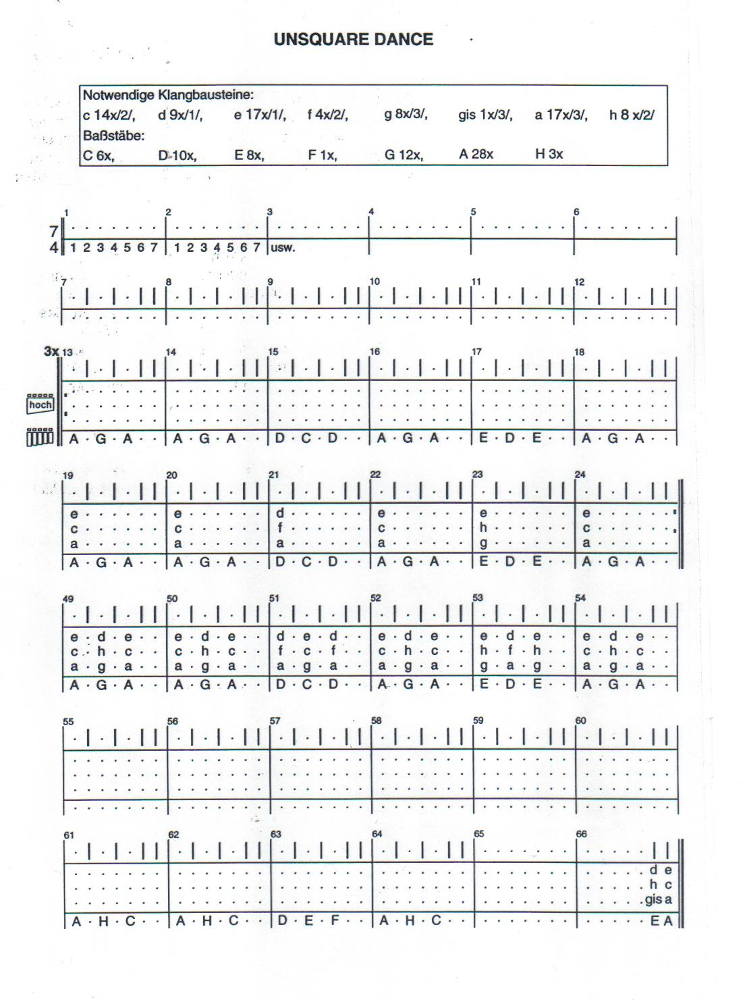 UNSQUARE DANCE
Notwendige Klangbausteine:
c 14x/2/, d 9x/1/, e 17x/1/, f 4x/2/, g 8x/3/, gis 1x/3/, a 17x/3/, h 8 x/2/
Baßstäbe:
C 6x, D 10x, E 8x, F 1x, G 12x, A 28x H 3x
1 2 3 4 5 6
7
4 1 2 3 4 5 6 7 1 2 3 4 5 6 7 usw.
7 8 9 10 11 12
3x 13 14 15 16 17 18
hoch
A · G · A · · A · G · A · · D · C · D · · A · G · A · · E · D · E · · A · G · A · ·
19 20 21 22 23 24
e · · · · · · e · · · · · · d · · · · · · e · · · · · · e · · · · · · e · · · · · ·
c · · · · · · c · · · · · · f · · · · · · c · · · · · · h · · · · · · c · · · · · ·
a · · · · · · a · · · · · · a · · · · · · a · · · · · · g · · · · · · a · · · · · ·
A · G · A · · A · G · A · · D · C · D · · A · G · A · · E · D · E · · A · G · A · ·
49 50 51 52 53 54
e · d · e · · e · d · e · · d · e · d · · e · d · e · · e · d · e · · e · d · e · ·
c · h · c · · c · h · c · · f · c · f · · c · h · c · · h · f · h · · c · h · c · ·
a · g · a · · a · g · a · · a · g · a · · a · g · a · · g · a · g · · a · g · a · ·
A · G · A · · A · G · A · · D · C · D · · A · G · A · · E · D · E · · A · G · A · ·
55 56 57 58 59 60
61 62 63 64 65 66
d e
h c
gis a
A · H · C · · A · H · C · · D · E · F · · A · H · C · · · · · · · · · · · · · · E A